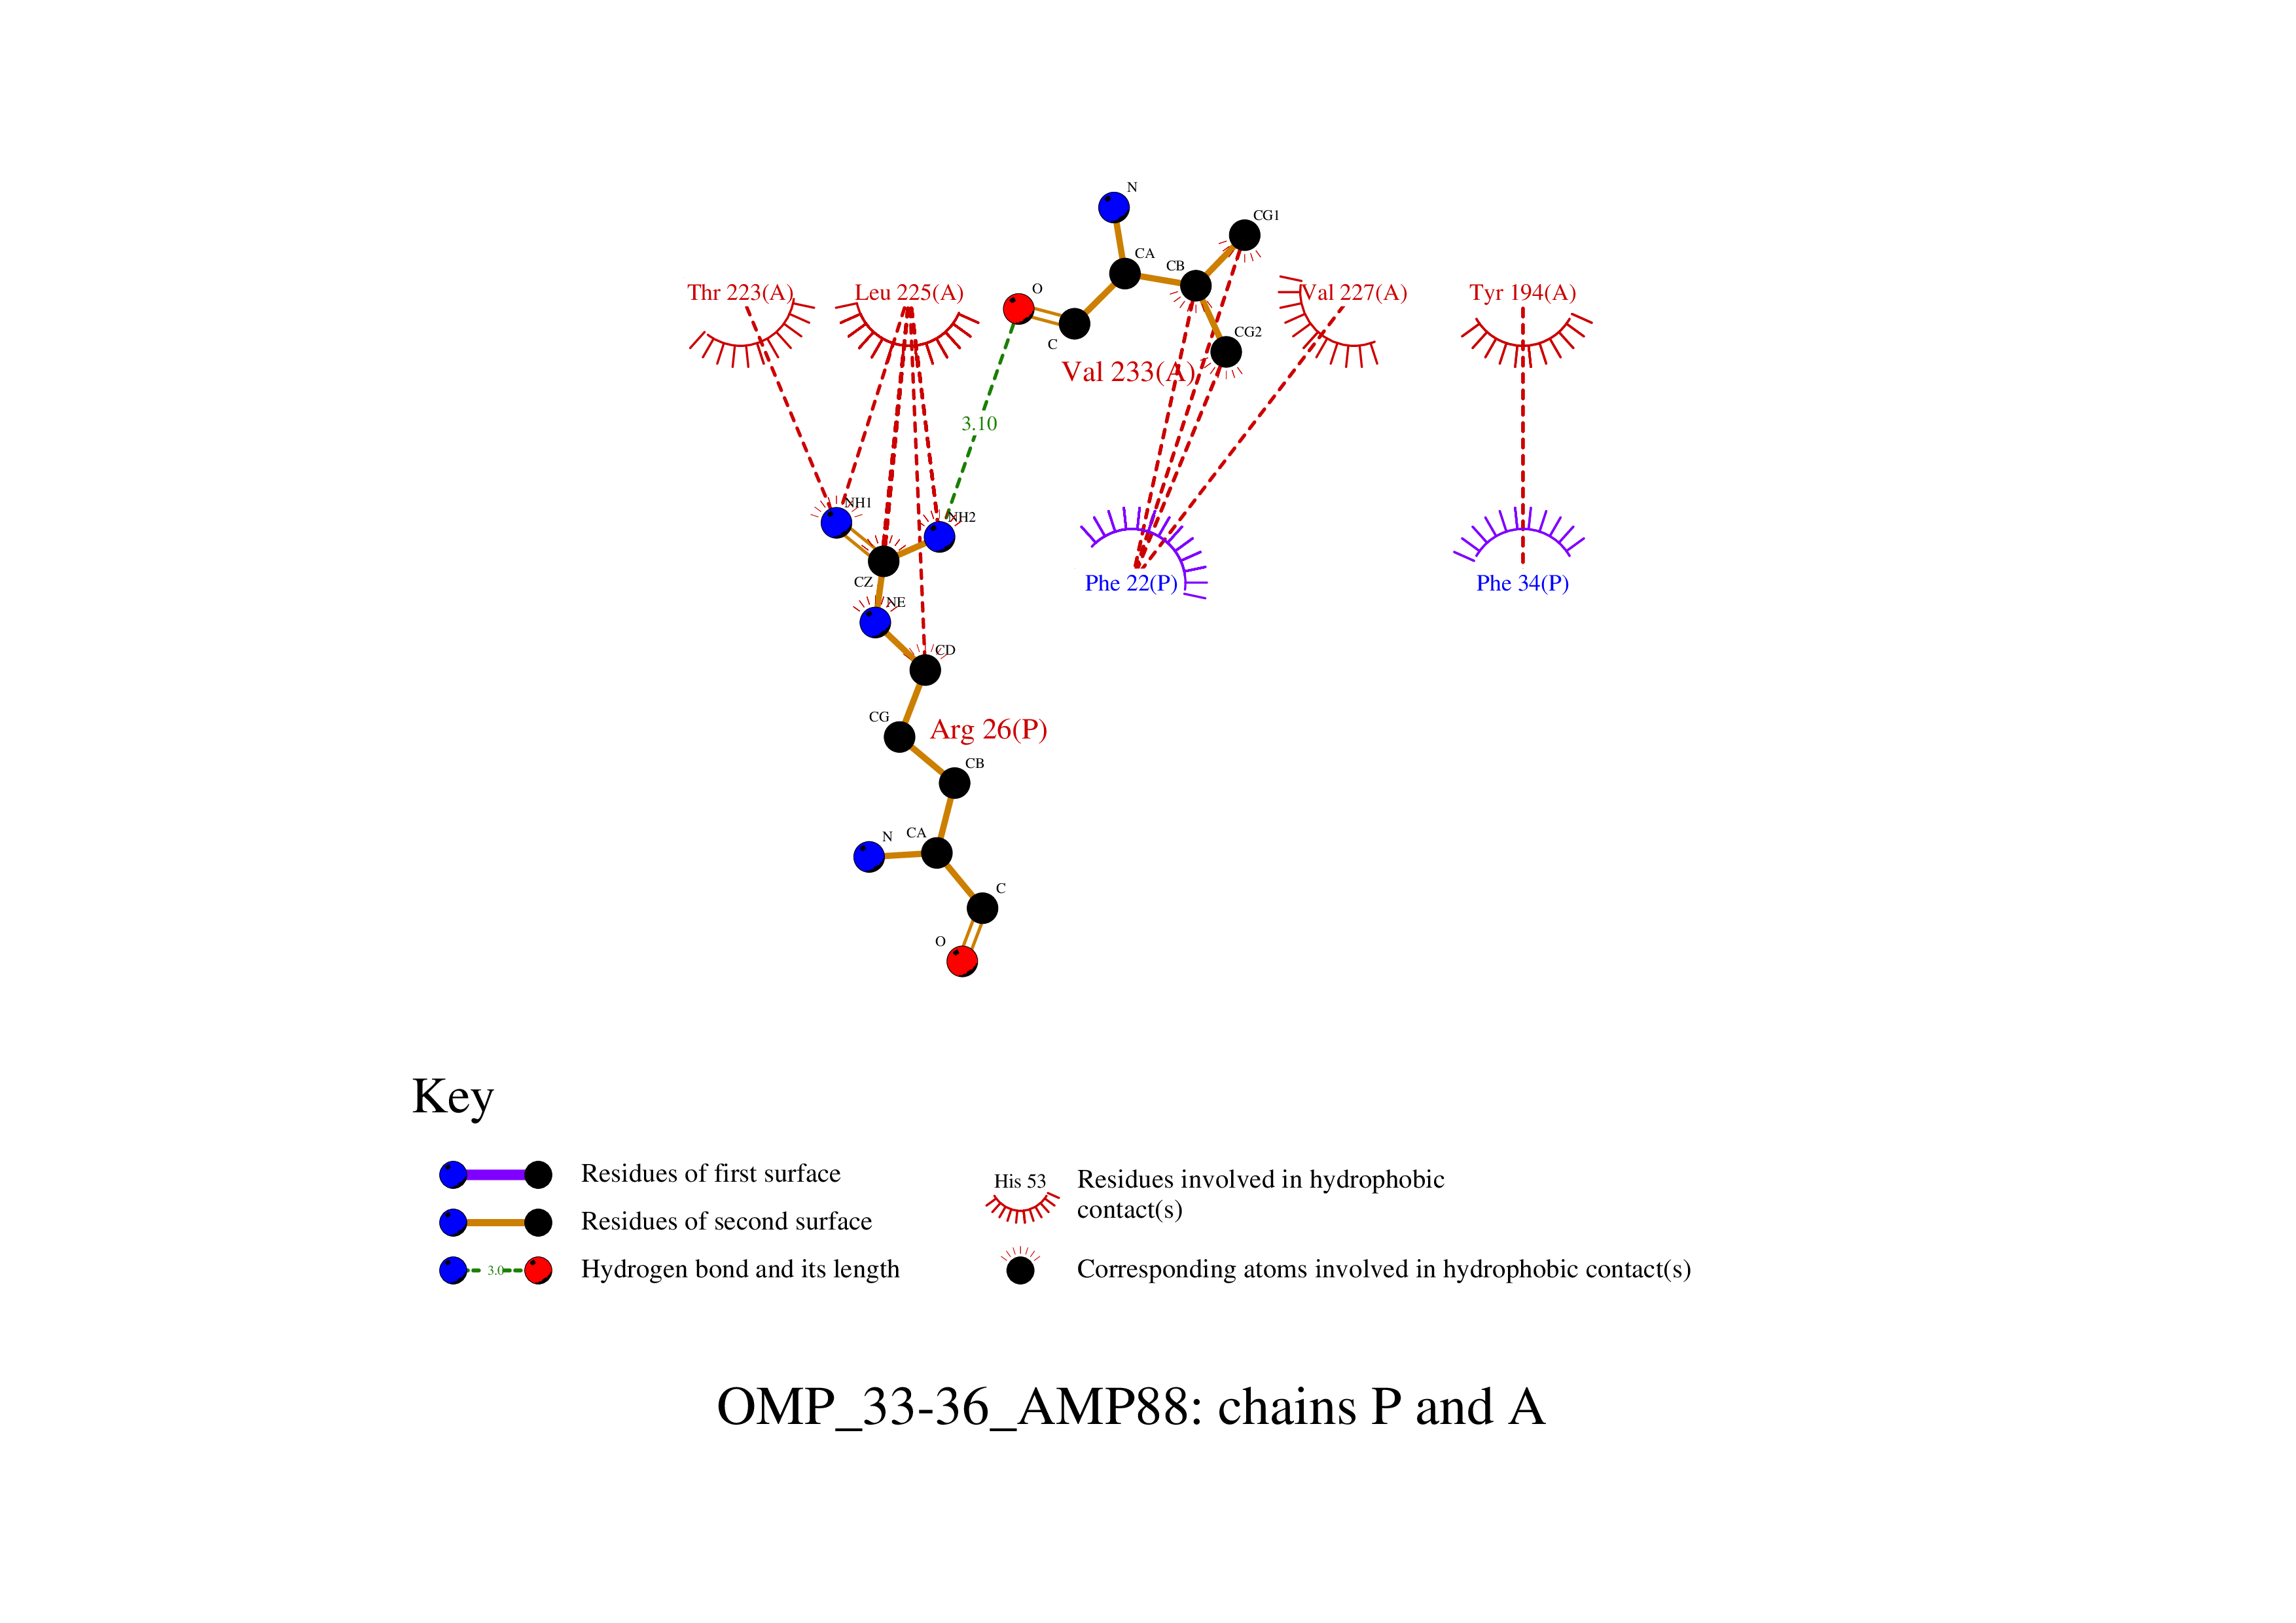 N
CG1
CA
CB
Thr 223(A)
Leu 225(A)
O
Val 227(A)
Tyr 194(A)
C
CG2
Val 233(A)
3.10
NH1
NH2
CZ
Phe 22(P)
Phe 34(P)
NE
CD
CG
Arg 26(P)
CB
N
CA
C
O
Key
Residues of first surface
Residues of second surface
3.0
Hydrogen bond and its length
His 53
Residues involved in hydrophobic
contact(s)
Corresponding atoms involved in hydrophobic contact(s)
OMP_33-36_AMP88: chains P and A